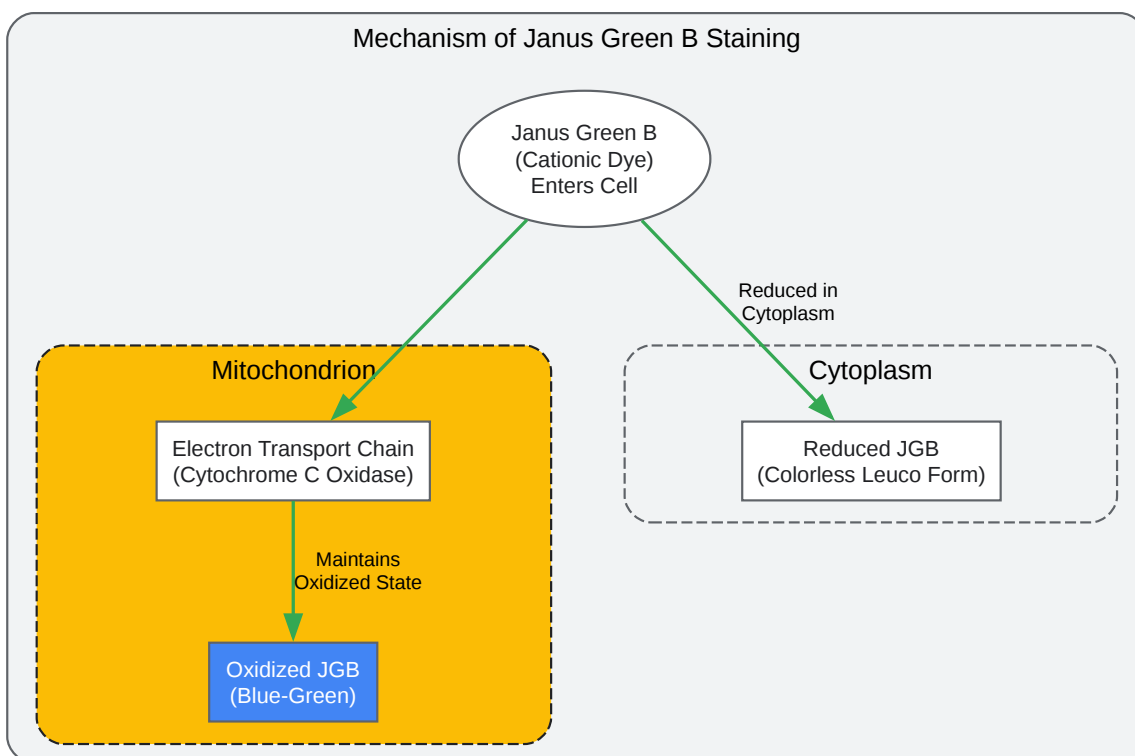 Mechanism of Janus Green B Staining
Janus Green B
(Cationic Dye)
Enters Cell
Reduced in
Cytoplasm
Mitochondrion
Cytoplasm
Electron Transport Chain
(Cytochrome C Oxidase)
Reduced JGB
(Colorless Leuco Form)
Maintains
Oxidized State
Oxidized JGB
(Blue-Green)